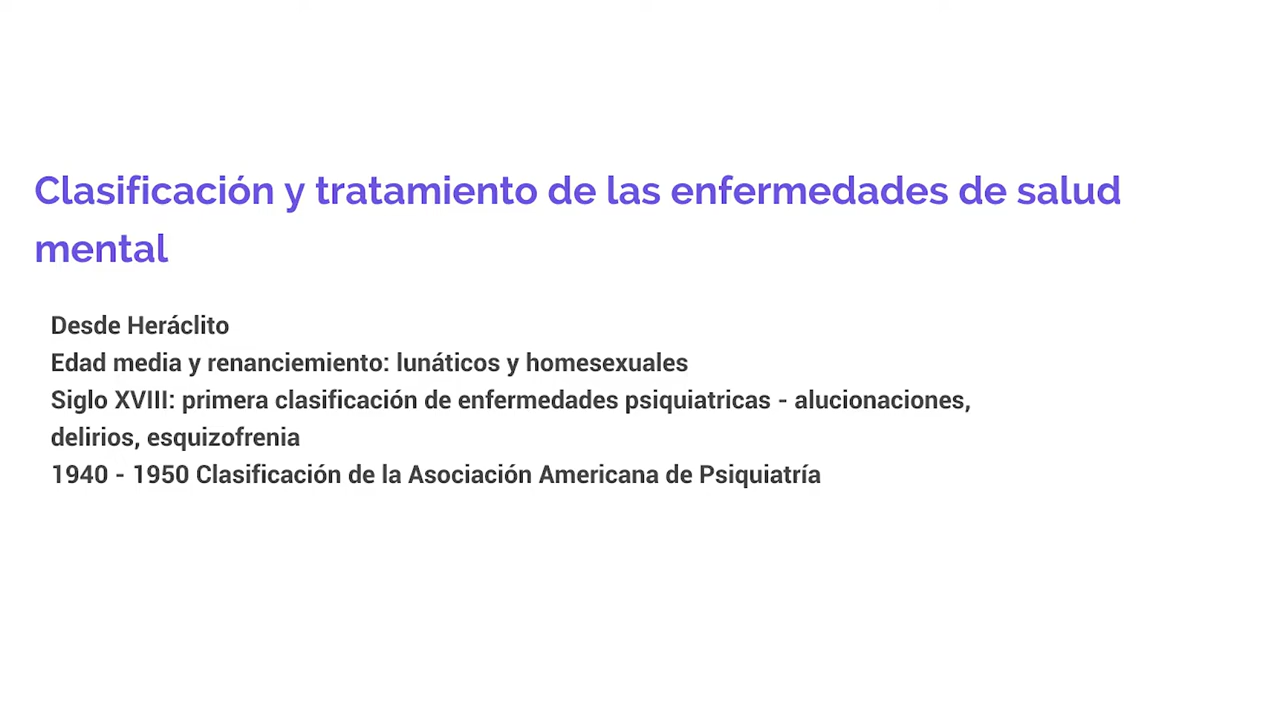 Clasificación y tratamiento de las enfermedades de salud
mental
Desde Heráclito
Edad media y renanciemiento: lunáticos y homesexuales
Siglo XVIII: primera clasificación de enfermedades psiquiatricas - alucionaciones,
delirios, esquizofrenia
1940 - 1950 Clasificación de la Asociación Americana de Psiquiatría